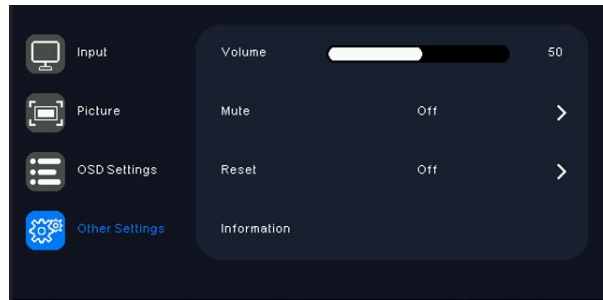 Input
Picture
OSD Settings
Other Settings
Volume 50
Mute Off
Reset Off
Information